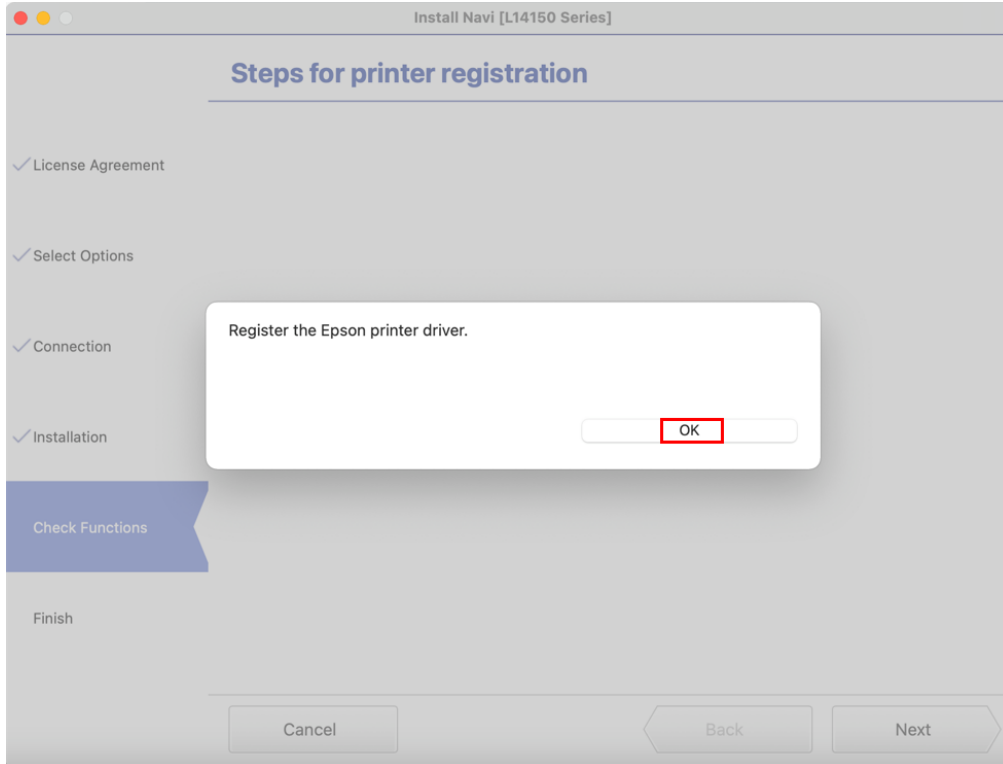 Install Navi [L14150 Series]
Steps for printer registration
License Agreement
Select Options
Connection
Installation
Check Functions
Finish
Register the Epson printer driver.
OK
Cancel
Back
Next